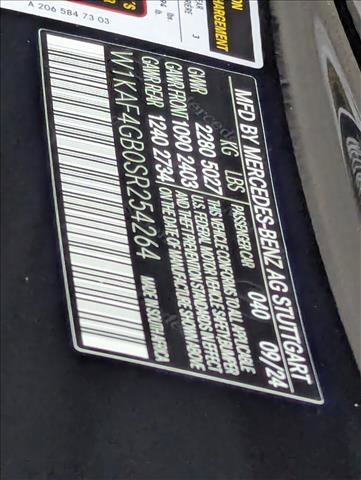 A 206 584 73 03
MFD BY MERCEDES-BENZ AG STUTTGART
KG LBS PASSENGER CAR 040 09/24
GVWR 2280 5027
GAWR FRONT 1090 2403
GAWR REAR 1240 2734
THIS VEHICLE CONFORMS TO ALL APPLICABLE
U.S. FEDERAL MOTOR VEHICLE SAFETY, BUMPER
AND THEFT PREVENTION STANDARDS IN EFFECT
ON THE DATE OF MANUFACTURE SHOWN ABOVE
W1KAF4GB0SR254264
MADE IN SOUTH AFRICA